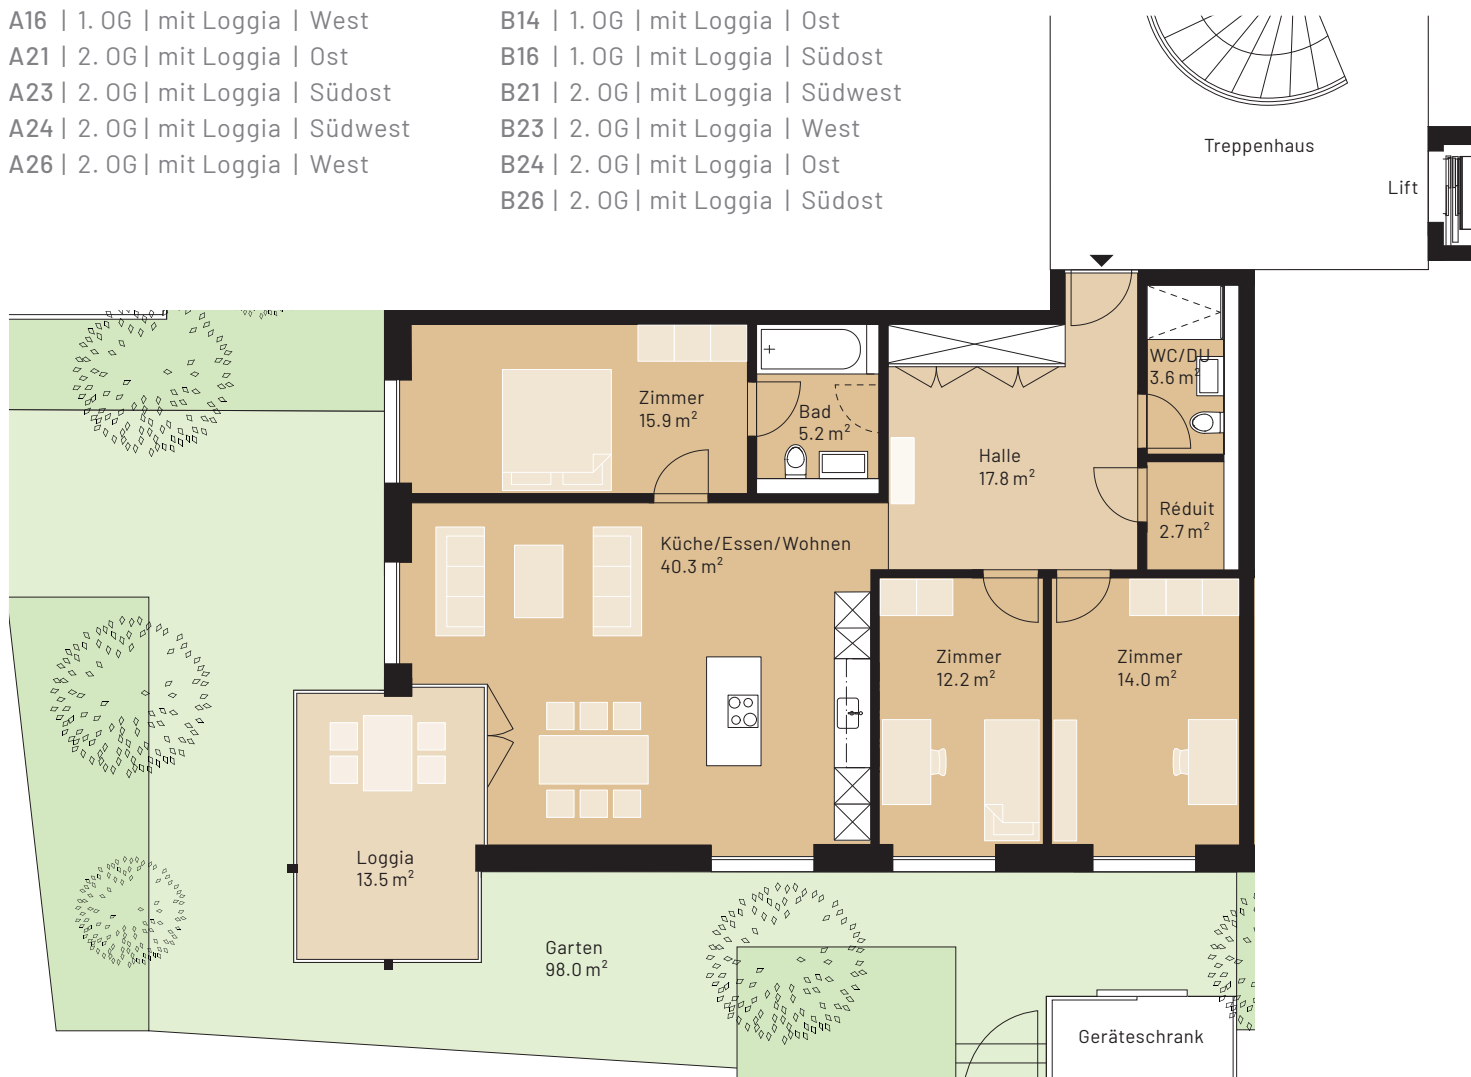 A16 | 1. OG | mit Loggia | West
A21 | 2. OG | mit Loggia | Ost
A23 | 2. OG | mit Loggia | Südost
A24 | 2. OG | mit Loggia | Südwest
A26 | 2. OG | mit Loggia | West
B14 | 1. OG | mit Loggia | Ost
B16 | 1. OG | mit Loggia | Südost
B21 | 2. OG | mit Loggia | Südwest
B23 | 2. OG | mit Loggia | West
B24 | 2. OG | mit Loggia | Ost
B26 | 2. OG | mit Loggia | Südost
Treppenhaus
Lift
WC/DU
3.6 m²
Zimmer
15.9 m²
Bad
5.2 m²
Halle
17.8 m²
Réduit
2.7 m²
Küche/Essen/Wohnen
40.3 m²
Zimmer
12.2 m²
Zimmer
14.0 m²
Loggia
13.5 m²
Garten
98.0 m²
Geräteschrank